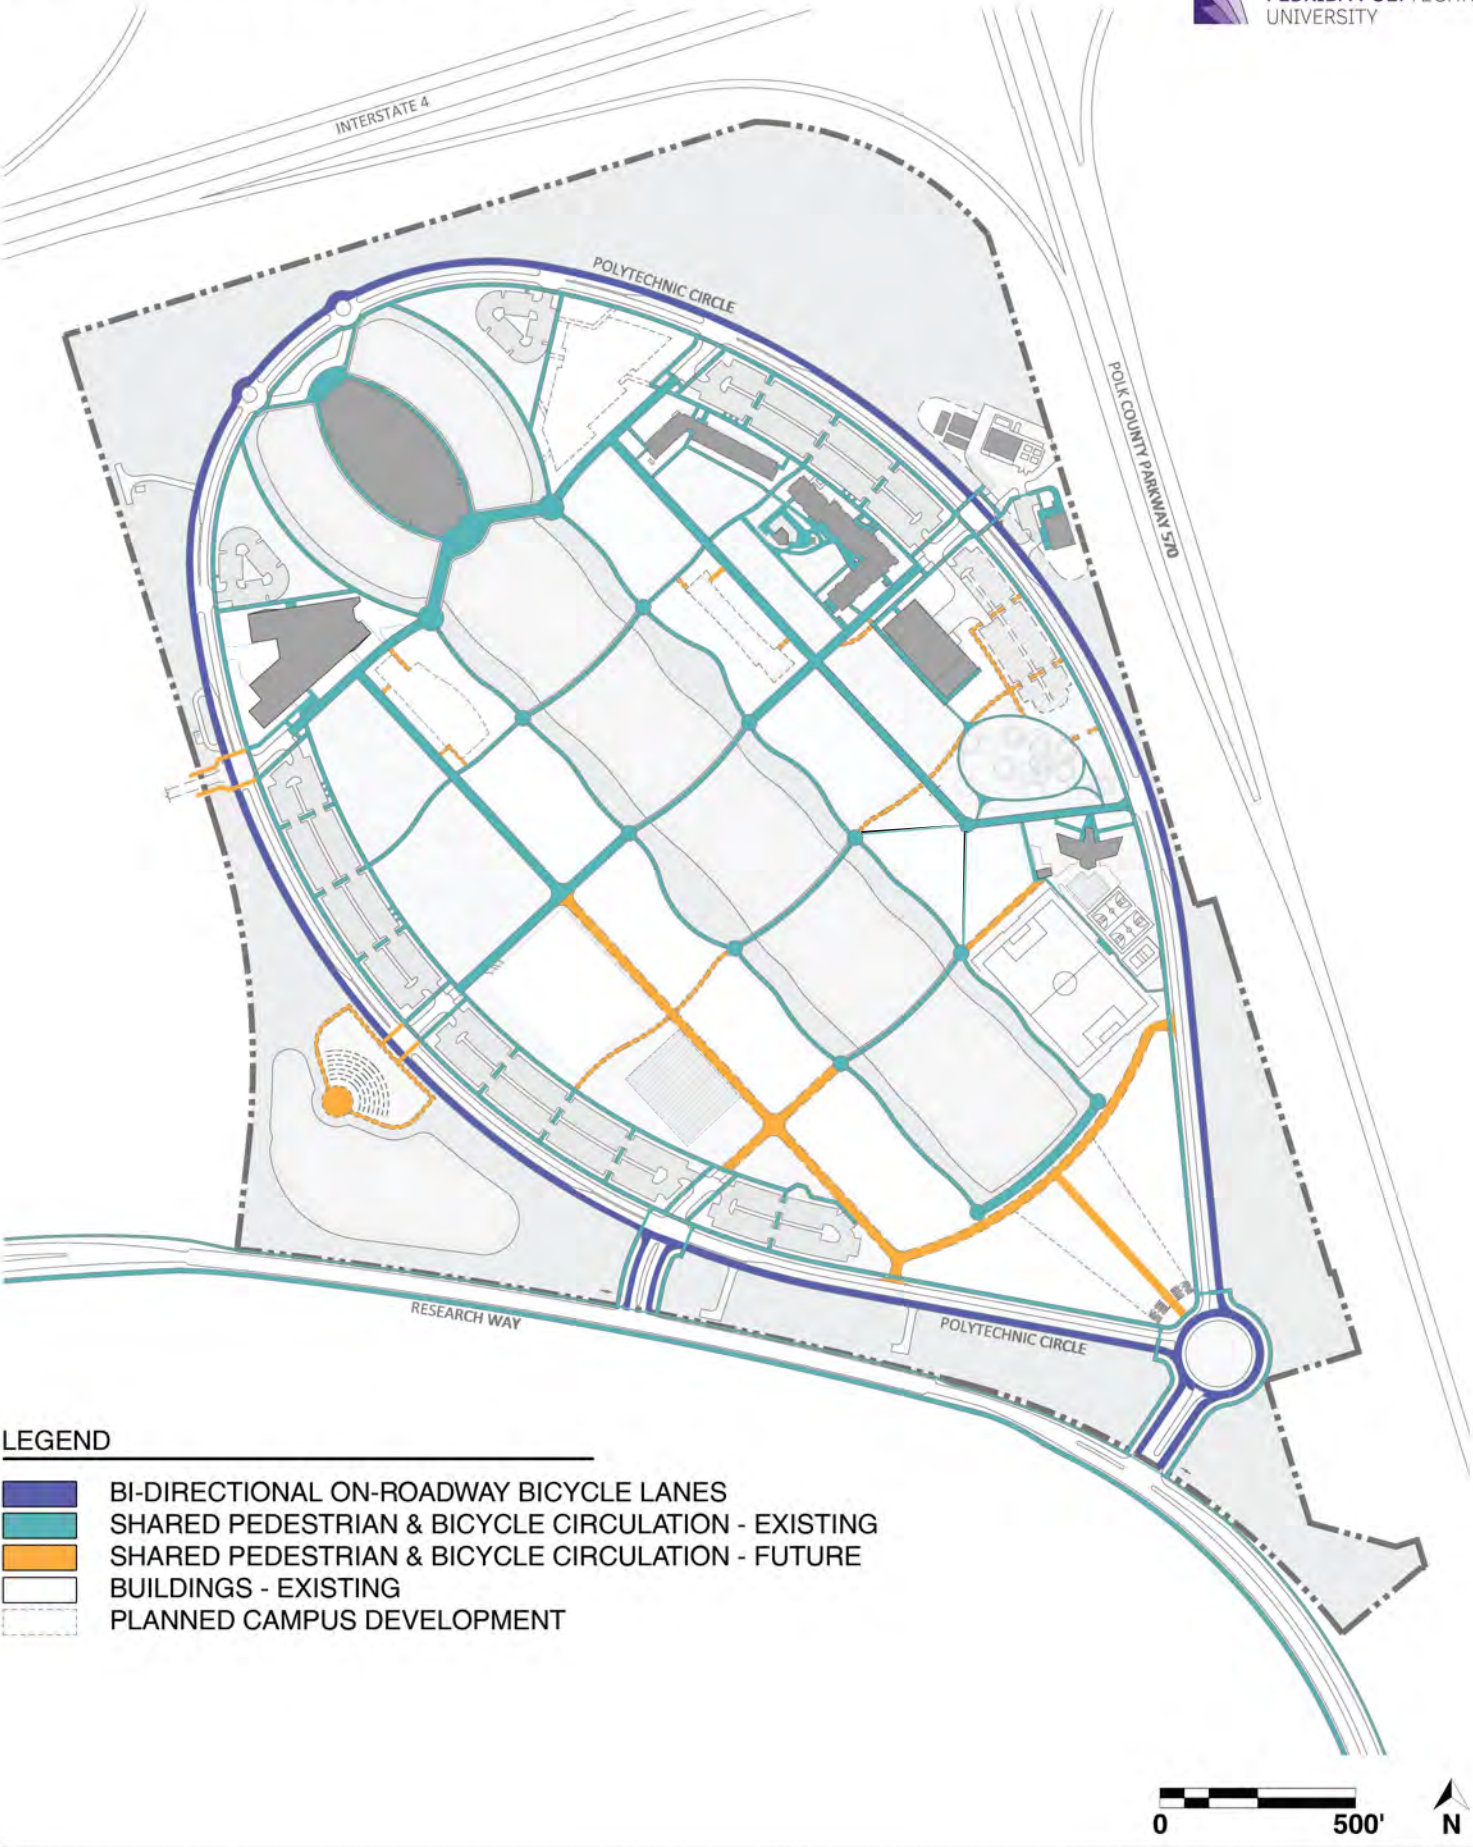 UNIVERSITY
INTERSTATE 4
POLYTECHNIC CIRCLE
POLK COUNTY PARKWAY 570
RESEARCH WAY
POLYTECHNIC CIRCLE
LEGEND
BI-DIRECTIONAL ON-ROADWAY BICYCLE LANES
SHARED PEDESTRIAN & BICYCLE CIRCULATION - EXISTING
SHARED PEDESTRIAN & BICYCLE CIRCULATION - FUTURE
BUILDINGS - EXISTING
PLANNED CAMPUS DEVELOPMENT
0 500' N